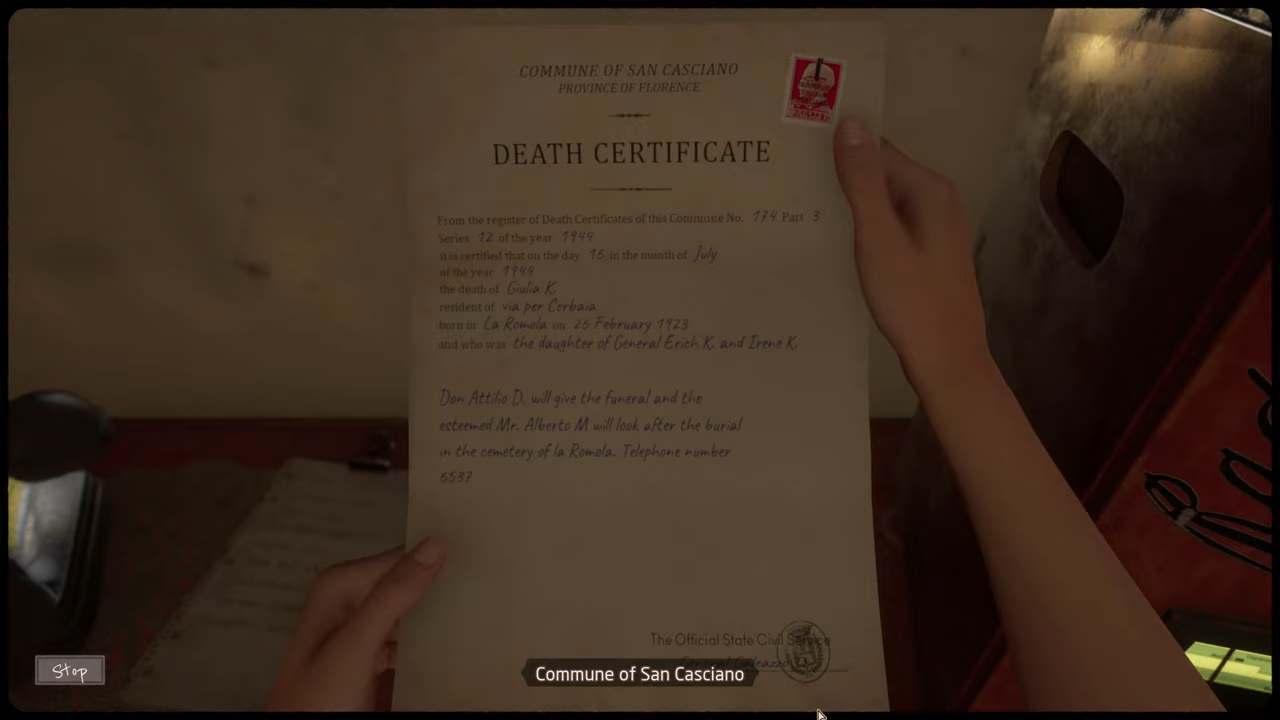 COMMUNE OF SAN CASCIANO
PROVINCE OF FLORENCE
DEATH CERTIFICATE
From the register of Death Certificates of this Commune No. 174 Part 3
Series 12 of the year 1944
it is certified that on the day 16 in the month of July
of the year 1944
the death of Giulia K.
resident of via per Cerbaia
born in La Romola on 25 February 1923
and who was the daughter of General Erich K. and Irene K.
Don Attilio D. will give the funeral and the
esteemed Mr. Alberto M will look after the burial
in the cemetery of la Romola. Telephone number
6537
The Official State Civil Service
General Galeazzo
Stop
Commune of San Casciano